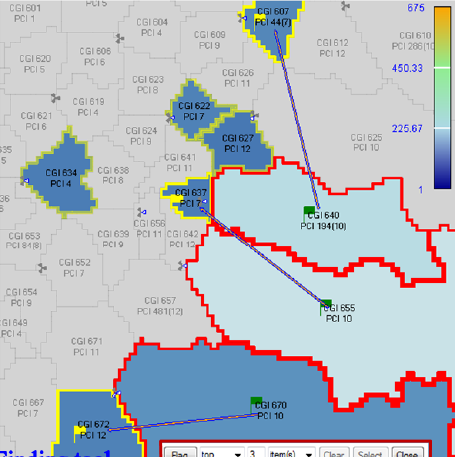 CGI 601
PCI 1
CGI 604
PCI 4
CGI 607
PCI 44(7)
CGI 606
PCI 6
CGI 609
PCI 9
CGI 612
PCI 12
CGI 610
CGI 620
PCI 5
CGI 623
PCI 8
CGI 626
PCI 11
CGI 619
PCI 4
CGI 622
PCI 7
CGI 621
PCI 6
CGI 624
PCI 9
CGI 627
PCI 12
CGI 625
PCI 10
CGI 641
PCI 11
CGI 634
PCI 4
CGI 638
PCI 8
CGI 637
PCI 7
CGI 640
PCI 194(10)
CGI 656
PCI 11
CGI 653
CGI 639
PCI 9
CGI 642
PCI 12
CGI 652
PCI 7
CGI 654
PCI 9
CGI 657
PCI 481(12)
CGI 655
PCI 10
CGI 649
PCI 4
CGI 671
PCI 11
CGI 667
PCI 7
CGI 670
PCI 10
CGI 672
PCI 12
675
450.33
225.67
1
Finding tool
Flag top 3 item(s) Clear Select Close